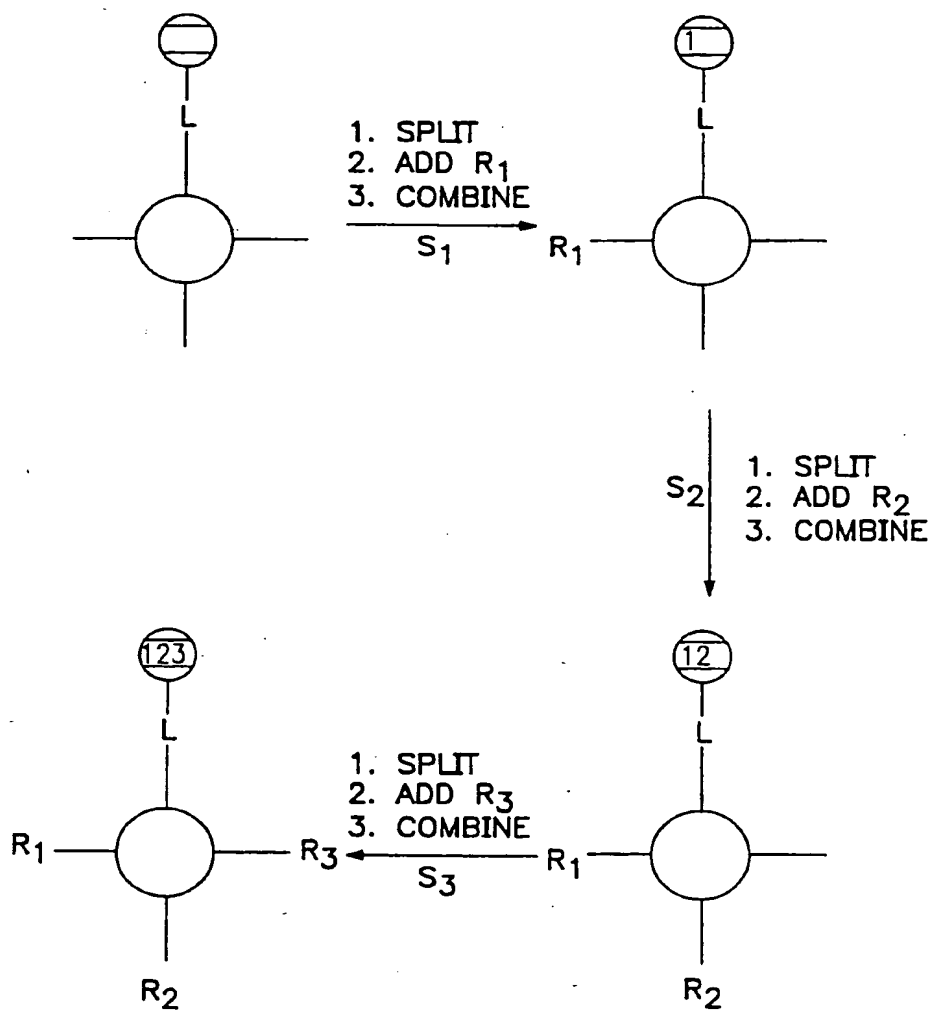 1
L
L
1. SPLIT
2. ADD R₁
3. COMBINE
S₁
R₁
S₂
1. SPLIT
2. ADD R₂
3. COMBINE
123
12
L
L
1. SPLIT
2. ADD R₃
3. COMBINE
R₁
R₃
S₃
R₁
R₂
R₂